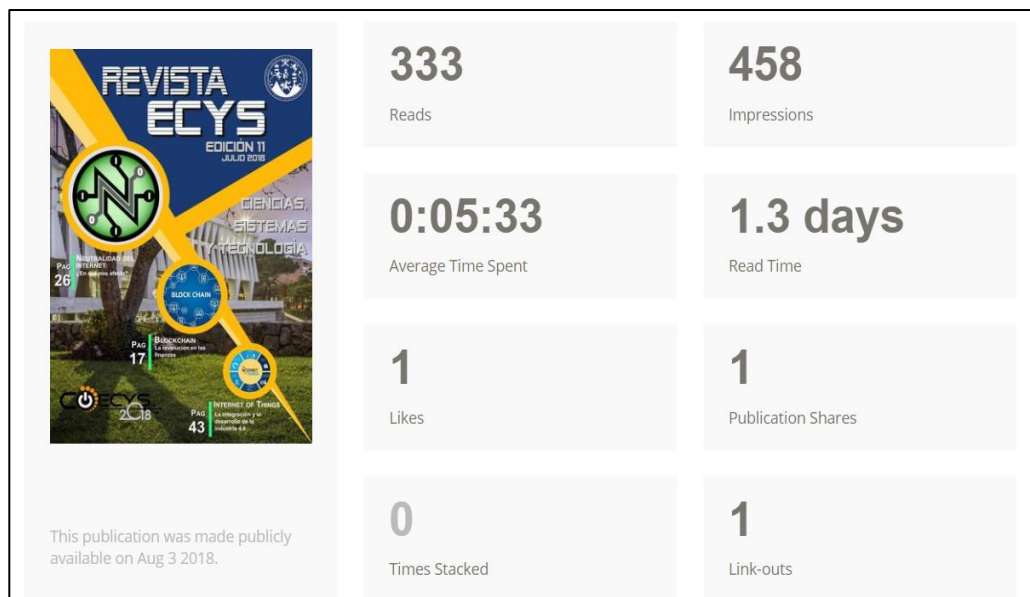 REVISTA
ECYS
EDICIÓN 11
JULIO 2018
CIENCIAS,
SISTEMAS
Y TECNOLOGÍA
NEUTRALIDAD DEL
INTERNET
PAG
26
BLOCK CHAIN
PAG
17
BLOCKCHAIN
La revolución en las
finanzas
COECYS
2018
PAG
43
INTERNET OF THINGS
La integración y el
desarrollo de la
industria 4.0
This publication was made publicly
available on Aug 3 2018.
333
Reads
458
Impressions
0:05:33
Average Time Spent
1.3 days
Read Time
1
Likes
1
Publication Shares
0
Times Stacked
1
Link-outs